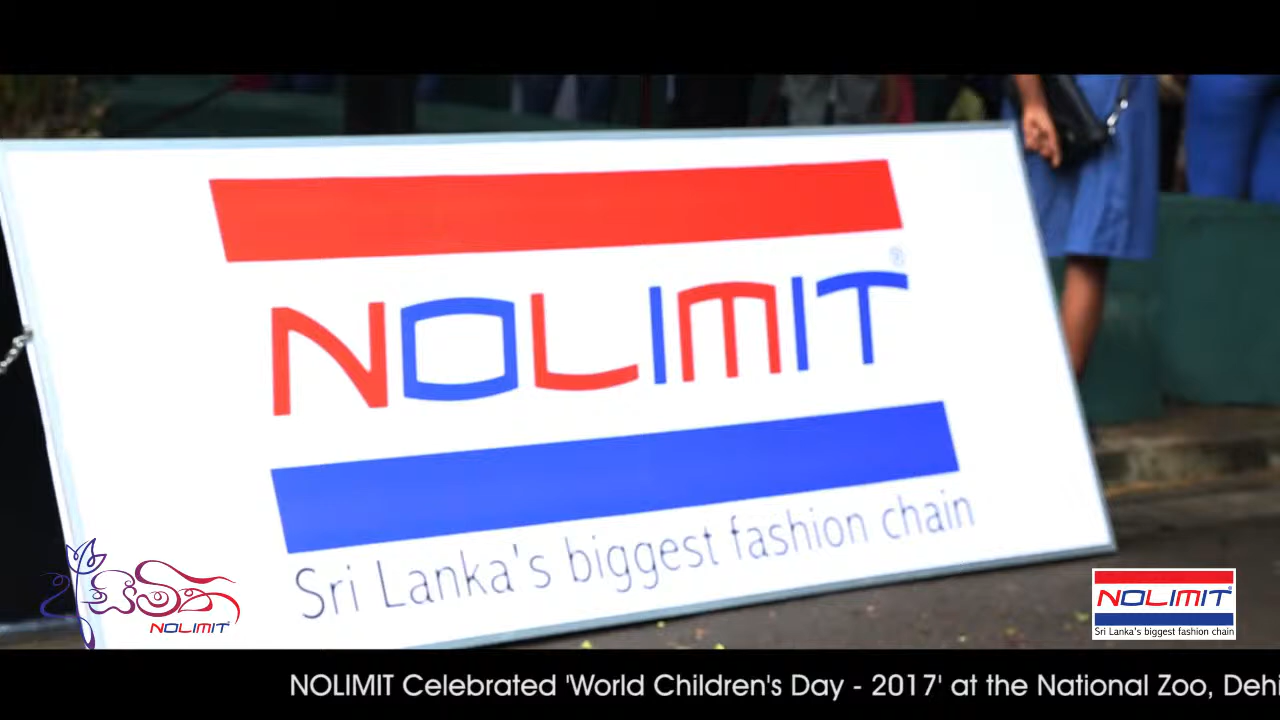 NOLIMIT®
Sri Lanka's biggest fashion chain
අසීමිත
NOLIMIT
NOLIMIT
Sri Lanka's biggest fashion chain
NOLIMIT Celebrated 'World Children's Day - 2017' at the National Zoo, Dehi